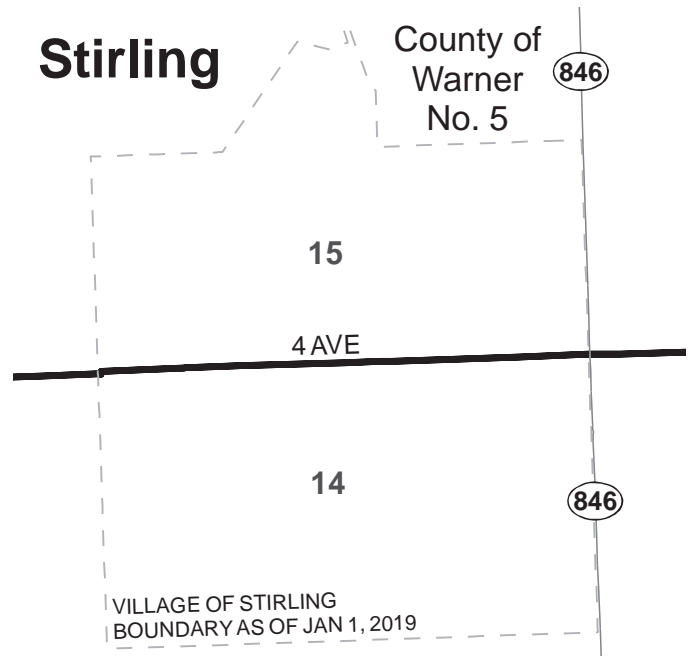 Stirling
County of
Warner
No. 5
846
15
4 AVE
14
846
VILLAGE OF STIRLING
BOUNDARY AS OF JAN 1, 2019